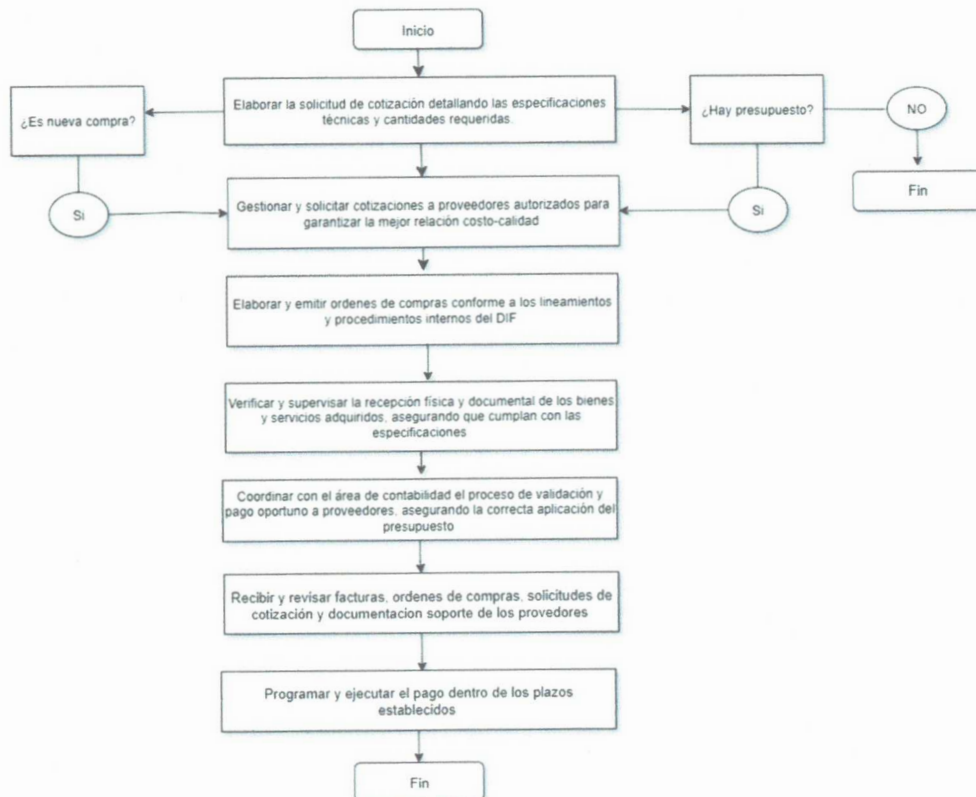 Inicio
¿Es nueva compra?
Elaborar la solicitud de cotización detallando las especificaciones
técnicas y cantidades requeridas.
¿Hay presupuesto?
NO
Fin
Si
Gestionar y solicitar cotizaciones a proveedores autorizados para
garantizar la mejor relación costo-calidad
Si
Elaborar y emitir ordenes de compras conforme a los lineamientos
y procedimientos internos del DIF
Verificar y supervisar la recepción física y documental de los bienes
y servicios adquiridos, asegurando que cumplan con las
especificaciones
Coordinar con el área de contabilidad el proceso de validación y
pago oportuno a proveedores, asegurando la correcta aplicación del
presupuesto
Recibir y revisar facturas, ordenes de compras, solicitudes de
cotización y documentacion soporte de los provedores
Programar y ejecutar el pago dentro de los plazos
establecidos
Fin